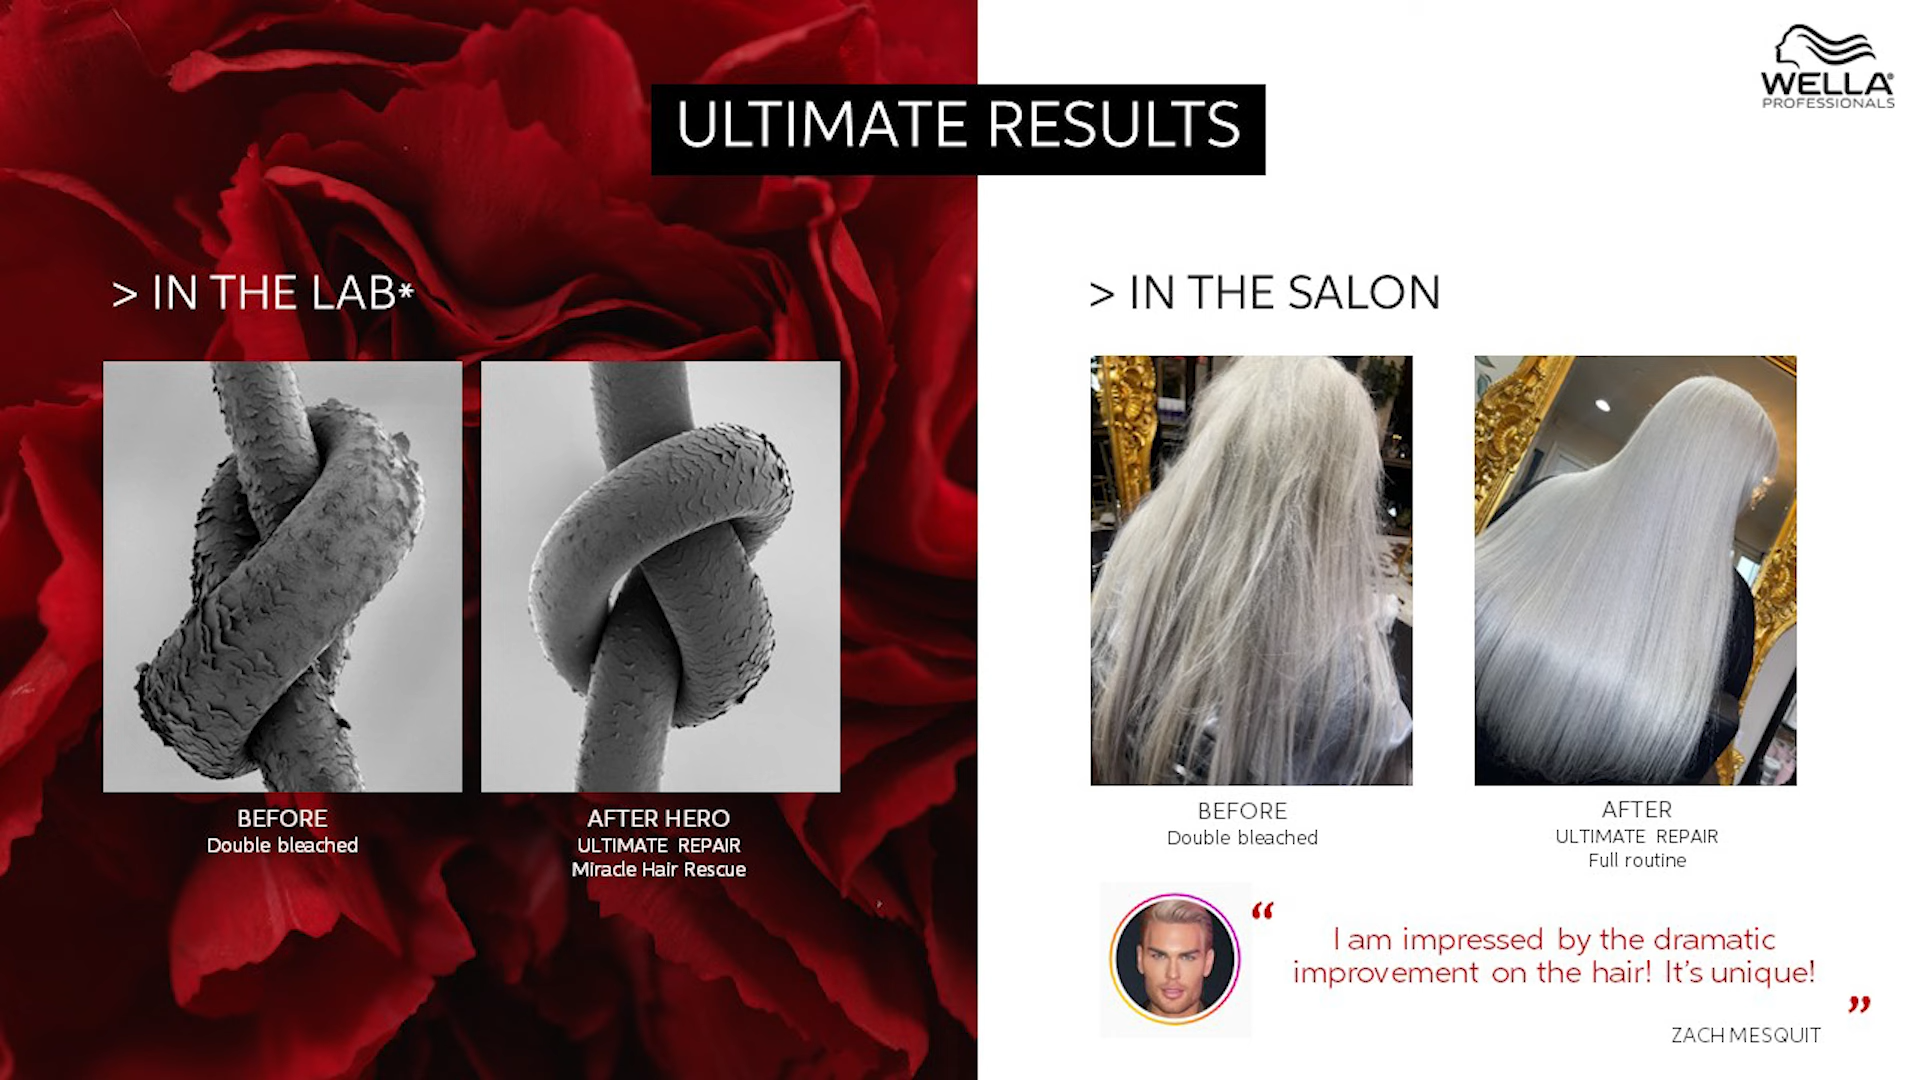 WELLA®
PROFESSIONALS
ULTIMATE RESULTS
> IN THE LAB*
BEFORE
Double bleached
AFTER HERO
ULTIMATE REPAIR
Miracle Hair Rescue
> IN THE SALON
BEFORE
Double bleached
AFTER
ULTIMATE REPAIR
Full routine
“
I am impressed by the dramatic
improvement on the hair! It’s unique!
”
ZACH MESQUIT